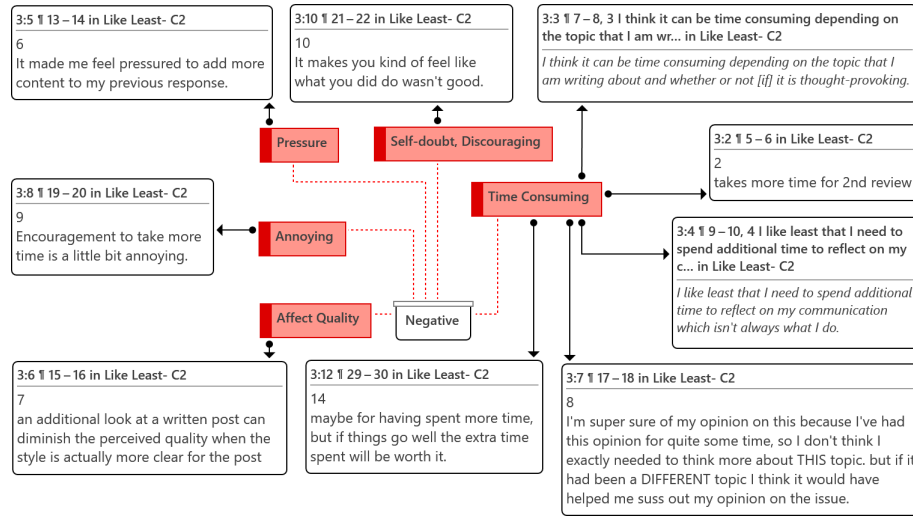 3:5 ¶ 13 – 14 in Like Least- C2
6
It made me feel pressured to add more
content to my previous response.
3:10 ¶ 21 – 22 in Like Least- C2
10
It makes you kind of feel like
what you did do wasn't good.
3:3 ¶ 7 – 8, 3 I think it can be time consuming depending on
the topic that I am wr... in Like Least- C2
I think it can be time consuming depending on the topic that I
am writing about and whether or not [if] it is thought-provoking.
Pressure
Self-doubt, Discouraging
3:2 ¶ 5 – 6 in Like Least- C2
2
takes more time for 2nd review
3:8 ¶ 19 – 20 in Like Least- C2
9
Encouragement to take more
time is a little bit annoying.
Time Consuming
Annoying
3:4 ¶ 9 – 10, 4 I like least that I need to
spend additional time to reflect on my
c... in Like Least- C2
I like least that I need to spend additional
time to reflect on my communication
which isn't always what I do.
Affect Quality
Negative
3:6 ¶ 15 – 16 in Like Least- C2
7
an additional look at a written post can
diminish the perceived quality when the
style is actually more clear for the post
3:12 ¶ 29 – 30 in Like Least- C2
14
maybe for having spent more time,
but if things go well the extra time
spent will be worth it.
3:7 ¶ 17 – 18 in Like Least- C2
8
I'm super sure of my opinion on this because I've had
this opinion for quite some time, so I don't think I
exactly needed to think more about THIS topic. but if it
had been a DIFFERENT topic I think it would have
helped me suss out my opinion on the issue.